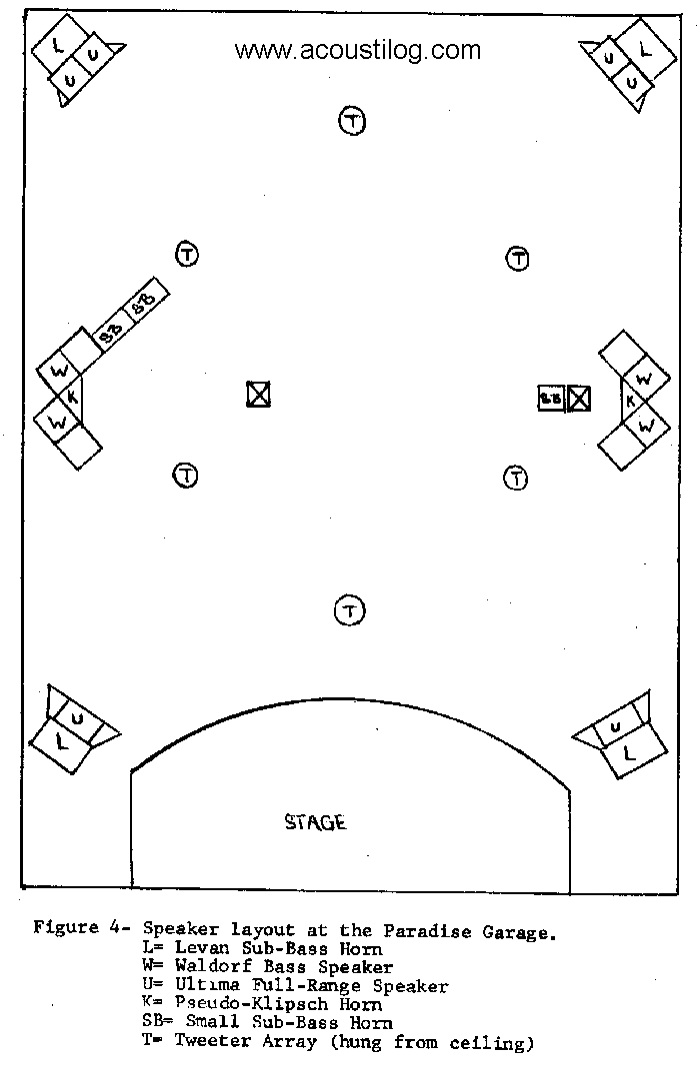 L U U
www.acoustilog.com
U L U
T
T
T
SB SB
W
K
W
SB
W
K
W
T
T
T
U
L
U
L
STAGE
Figure 4- Speaker layout at the Paradise Garage.
L= Levan Sub-Bass Horn
W= Waldorf Bass Speaker
U= Ultima Full-Range Speaker
K= Pseudo-Klipsch Horn
SB= Small Sub-Bass Horn
T= Tweeter Array (hung from ceiling)